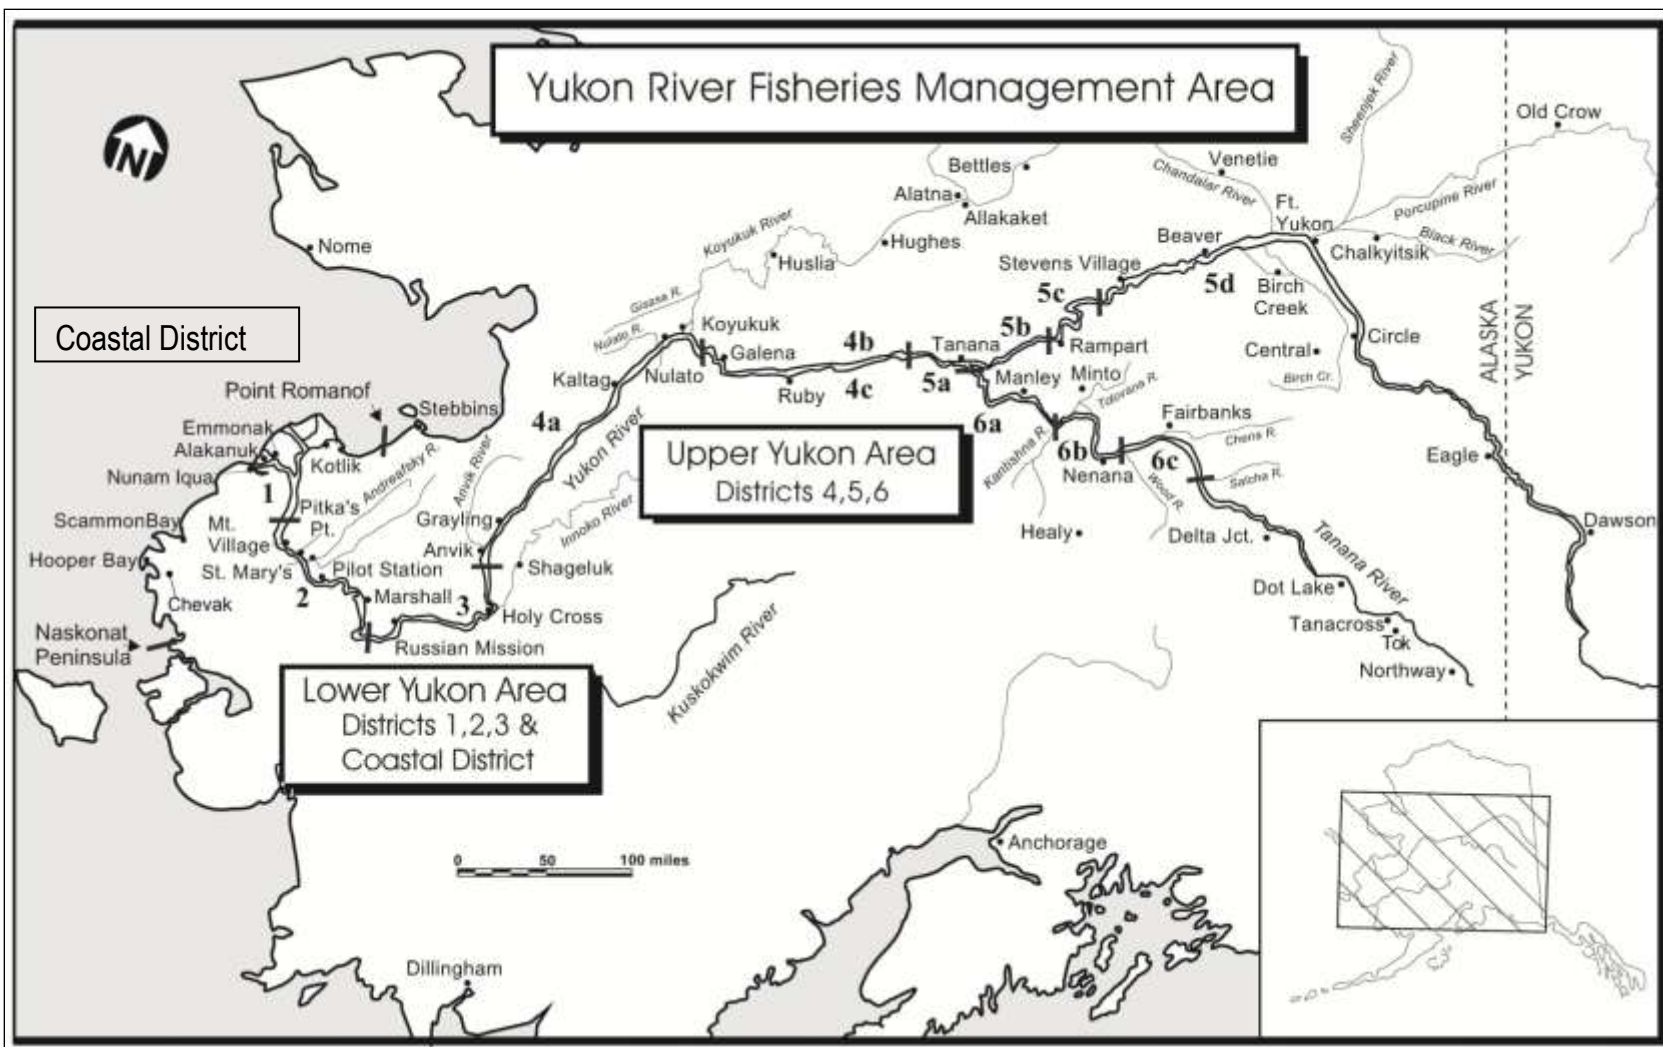 Yukon River Fisheries Management Area
N
Coastal District
Nome
Bettles
Alatna
Allakaket
Hughes
Koyukuk River
Huslia
Gisasa R.
Nulato R.
Koyukuk
Nulato
Kaltag
Galena
Ruby
4a
4b
4c
Yukon River
Venetie
Chandalar River
Sheenjek River
Old Crow
Porcupine River
Black River
Ft.
Yukon
Chalkyitsik
Beaver
Stevens Village
5d
Birch
Creek
5c
5b
Rampart
Tanana
5a
Manley
Minto
Tolovana R.
6a
Central
Circle
Birch Cr.
ALASKA
YUKON
Fairbanks
Chena R.
Kantishna R.
6b
Nenana
6c
Wood R.
Salcha R.
Healy
Delta Jct.
Eagle
Dawson
Tanana River
Dot Lake
Tanacross
Tok
Northway
Point Romanof
Stebbins
Emmonak
Alakanuk
Kotlik
Nunam Iqua
1
Andreafsky R.
Anvik River
Pitka's
Pt.
Scammon Bay
Mt.
Village
Hooper Bay
St. Mary's
Pilot Station
2
Chevak
Marshall
3
Grayling
Anvik
Innoko River
Shageluk
Holy Cross
Russian Mission
Naskonat
Peninsula
Upper Yukon Area
Districts 4,5,6
Lower Yukon Area
Districts 1,2,3 &
Coastal District
Kuskokwim River
0 50 100 miles
Anchorage
Dillingham